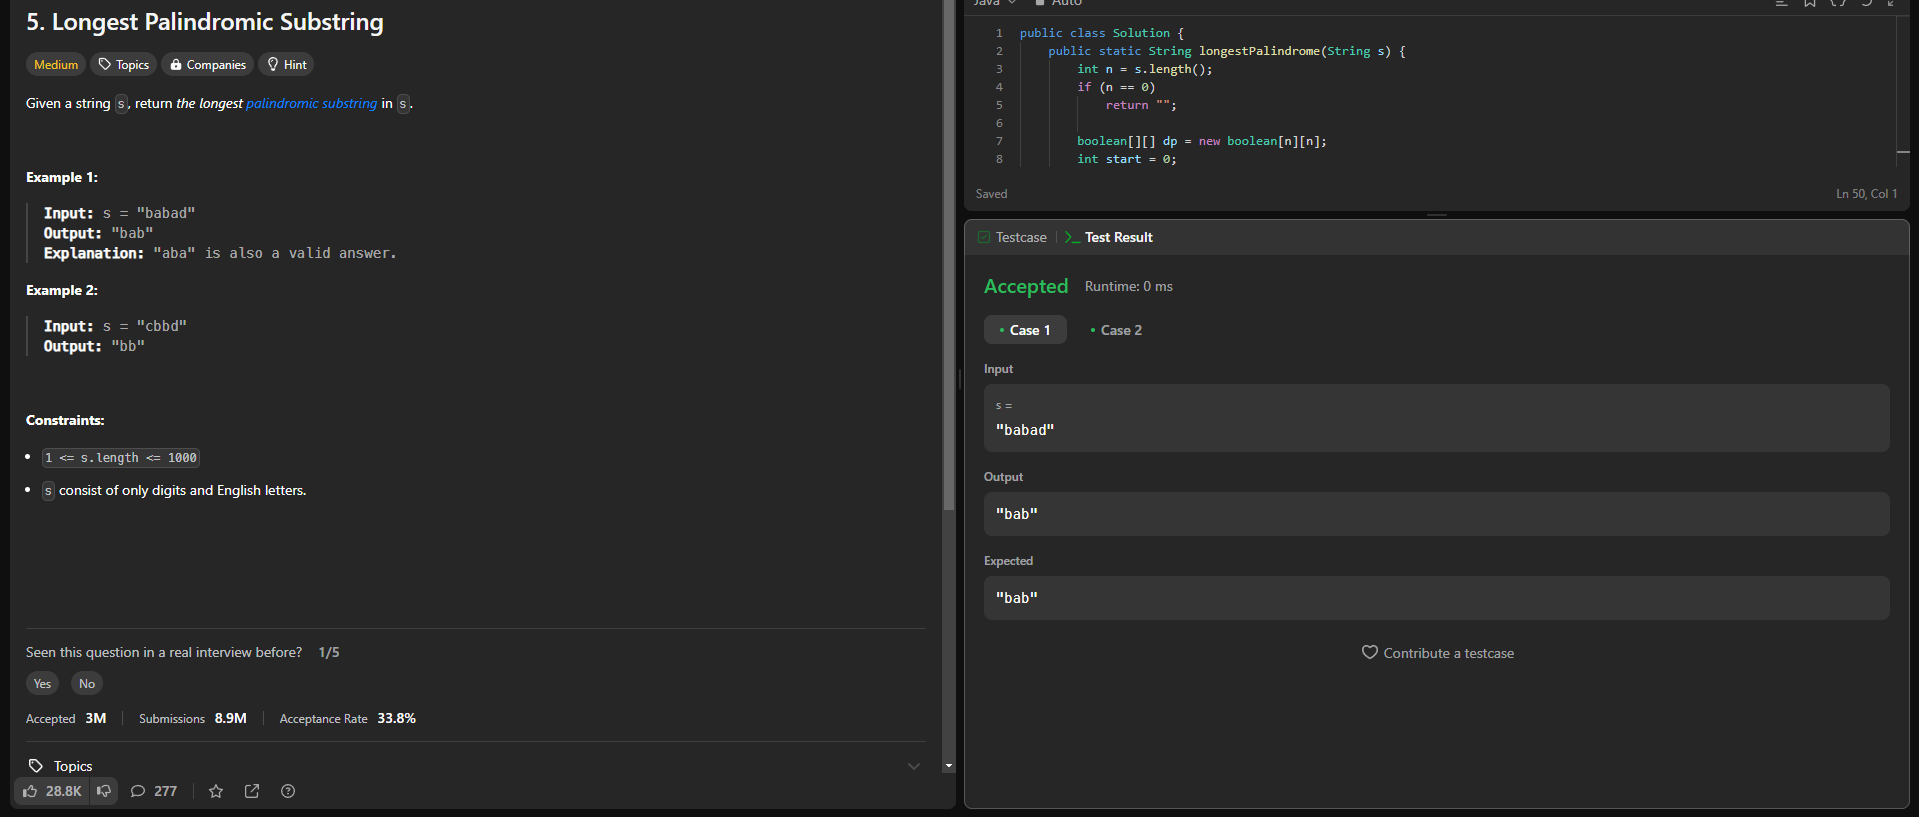 5. Longest Palindromic Substring
Medium Topics Companies Hint
Given a string s, return the longest palindromic substring in s.
Example 1:
Input: s = "babad"
Output: "bab"
Explanation: "aba" is also a valid answer.
Example 2:
Input: s = "cbbd"
Output: "bb"
Constraints:
1 <= s.length <= 1000
s consist of only digits and English letters.
Seen this question in a real interview before? 1/5
Yes No
Accepted 3M Submissions 8.9M Acceptance Rate 33.8%
Topics
28.8K 277
Java Auto
1 public class Solution {
2 public static String longestPalindrome(String s) {
3 int n = s.length();
4 if (n == 0)
5 return "";
6
7 boolean[][] dp = new boolean[n][n];
8 int start = 0;
Saved Ln 50, Col 1
Testcase Test Result
Accepted Runtime: 0 ms
Case 1 Case 2
Input
s =
"babad"
Output
"bab"
Expected
"bab"
Contribute a testcase